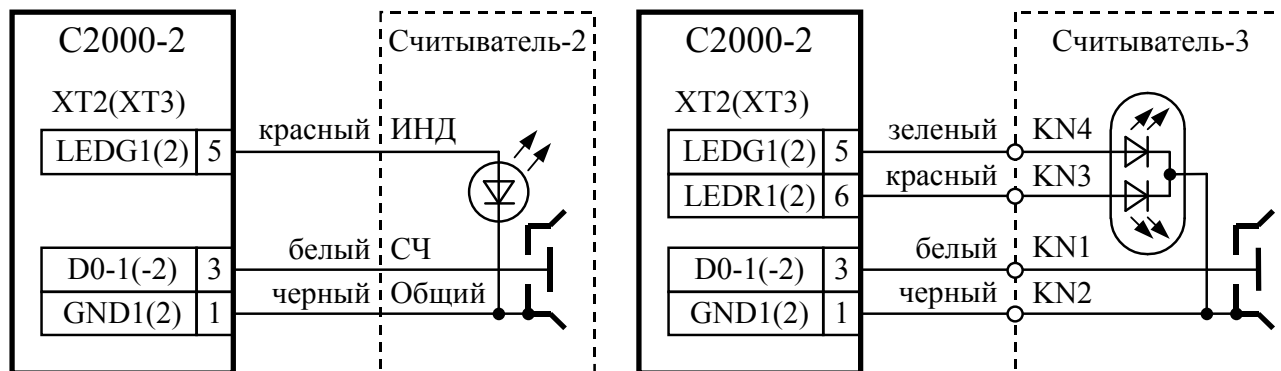 С2000-2
Считыватель-2
XT2(XT3)
красный ИНД
LEDG1(2) 5
белый СЧ
D0-1(-2) 3
черный Общий
GND1(2) 1
С2000-2
Считыватель-3
XT2(XT3)
зеленый KN4
LEDG1(2) 5
красный KN3
LEDR1(2) 6
белый KN1
D0-1(-2) 3
черный KN2
GND1(2) 1